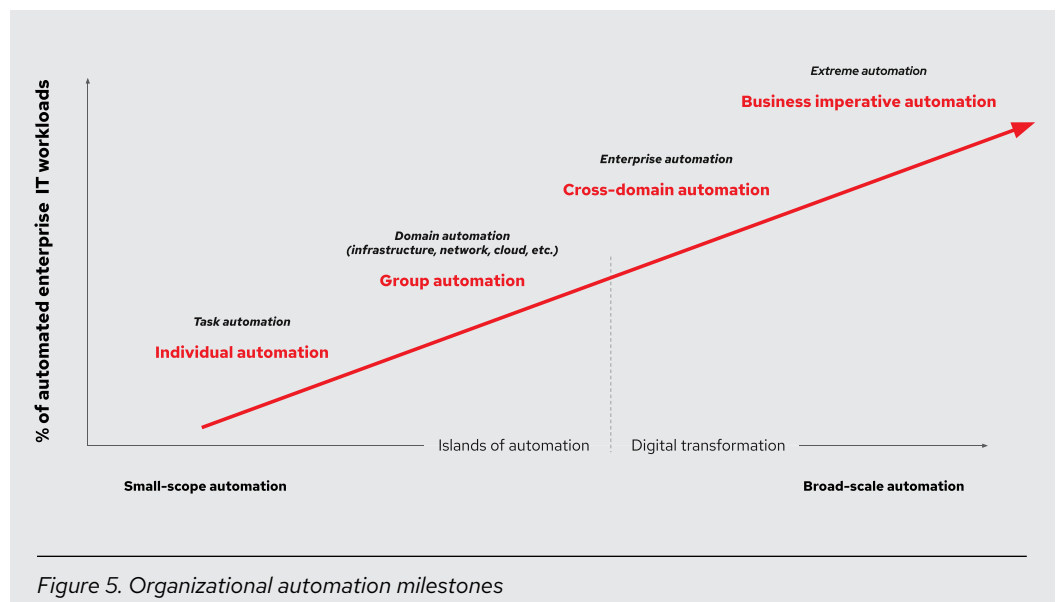 Extreme automation
Business imperative automation
Enterprise automation
Cross-domain automation
Domain automation
(infrastructure, network, cloud, etc.)
Group automation
Task automation
Individual automation
% of automated enterprise IT workloads
Islands of automation
Digital transformation
Small-scope automation
Broad-scale automation
Figure 5. Organizational automation milestones